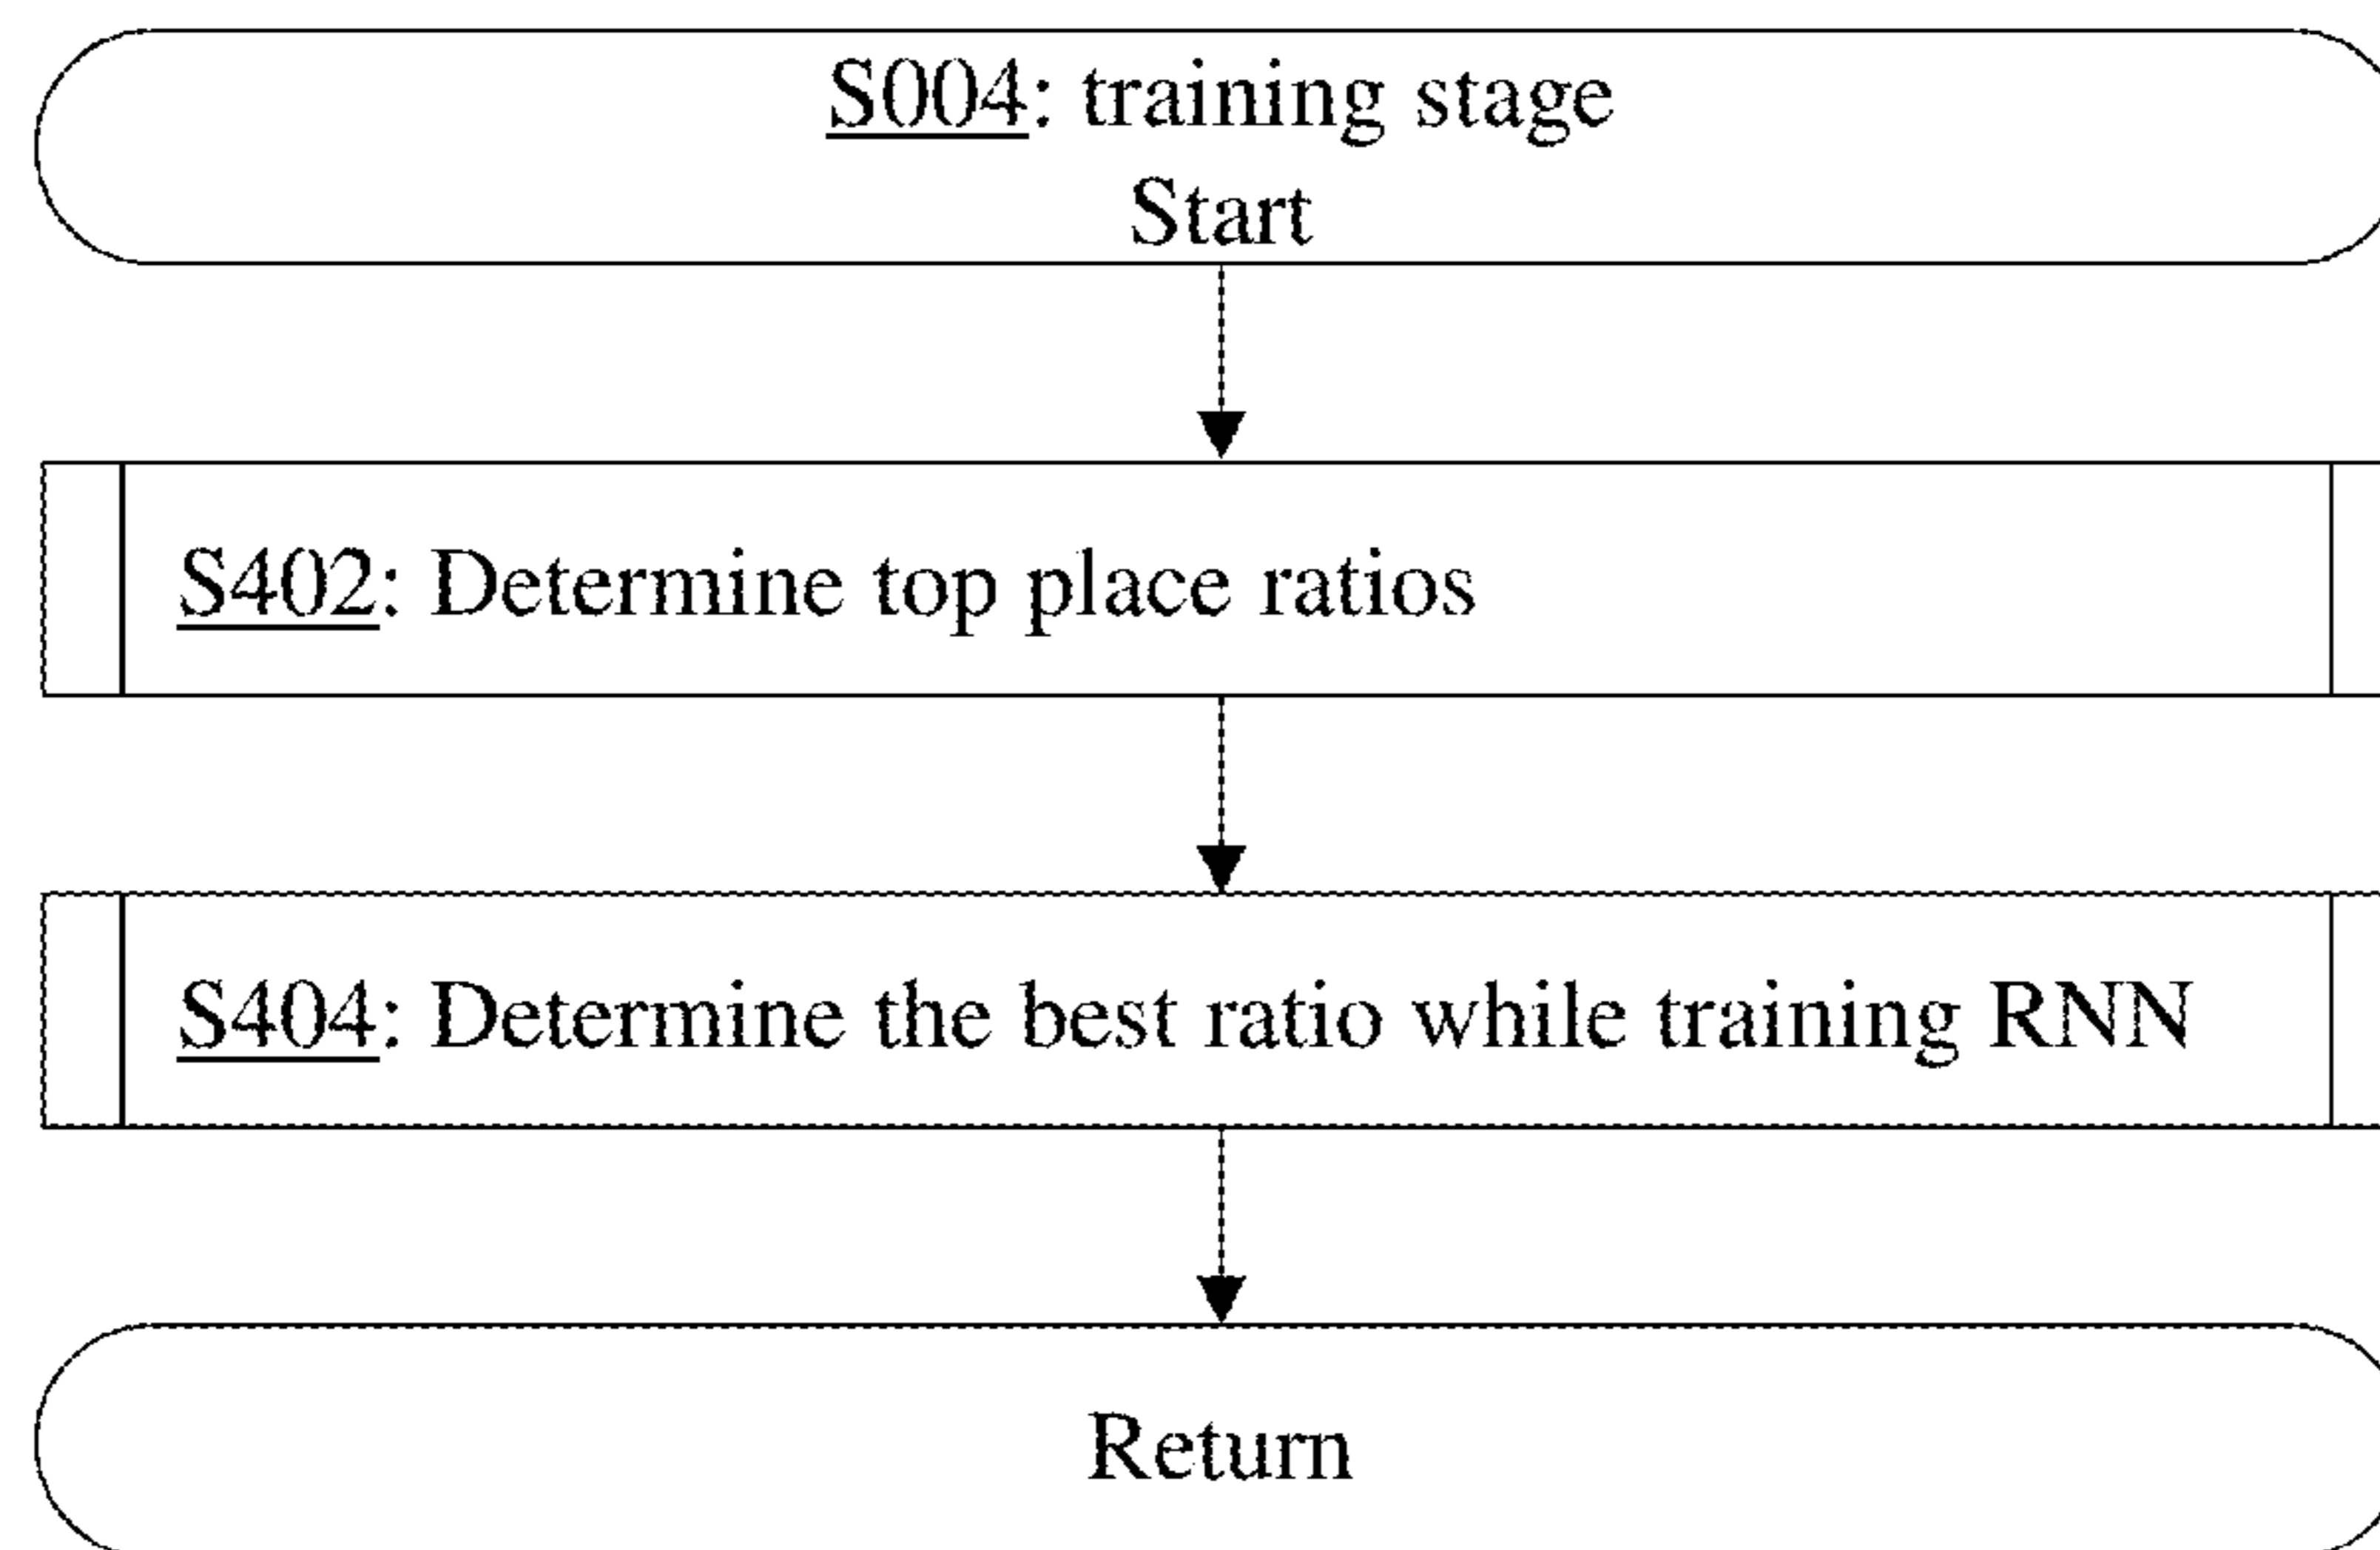 S004: training stage
Start
S402: Determine top place ratios
S404: Determine the best ratio while training RNN
Return